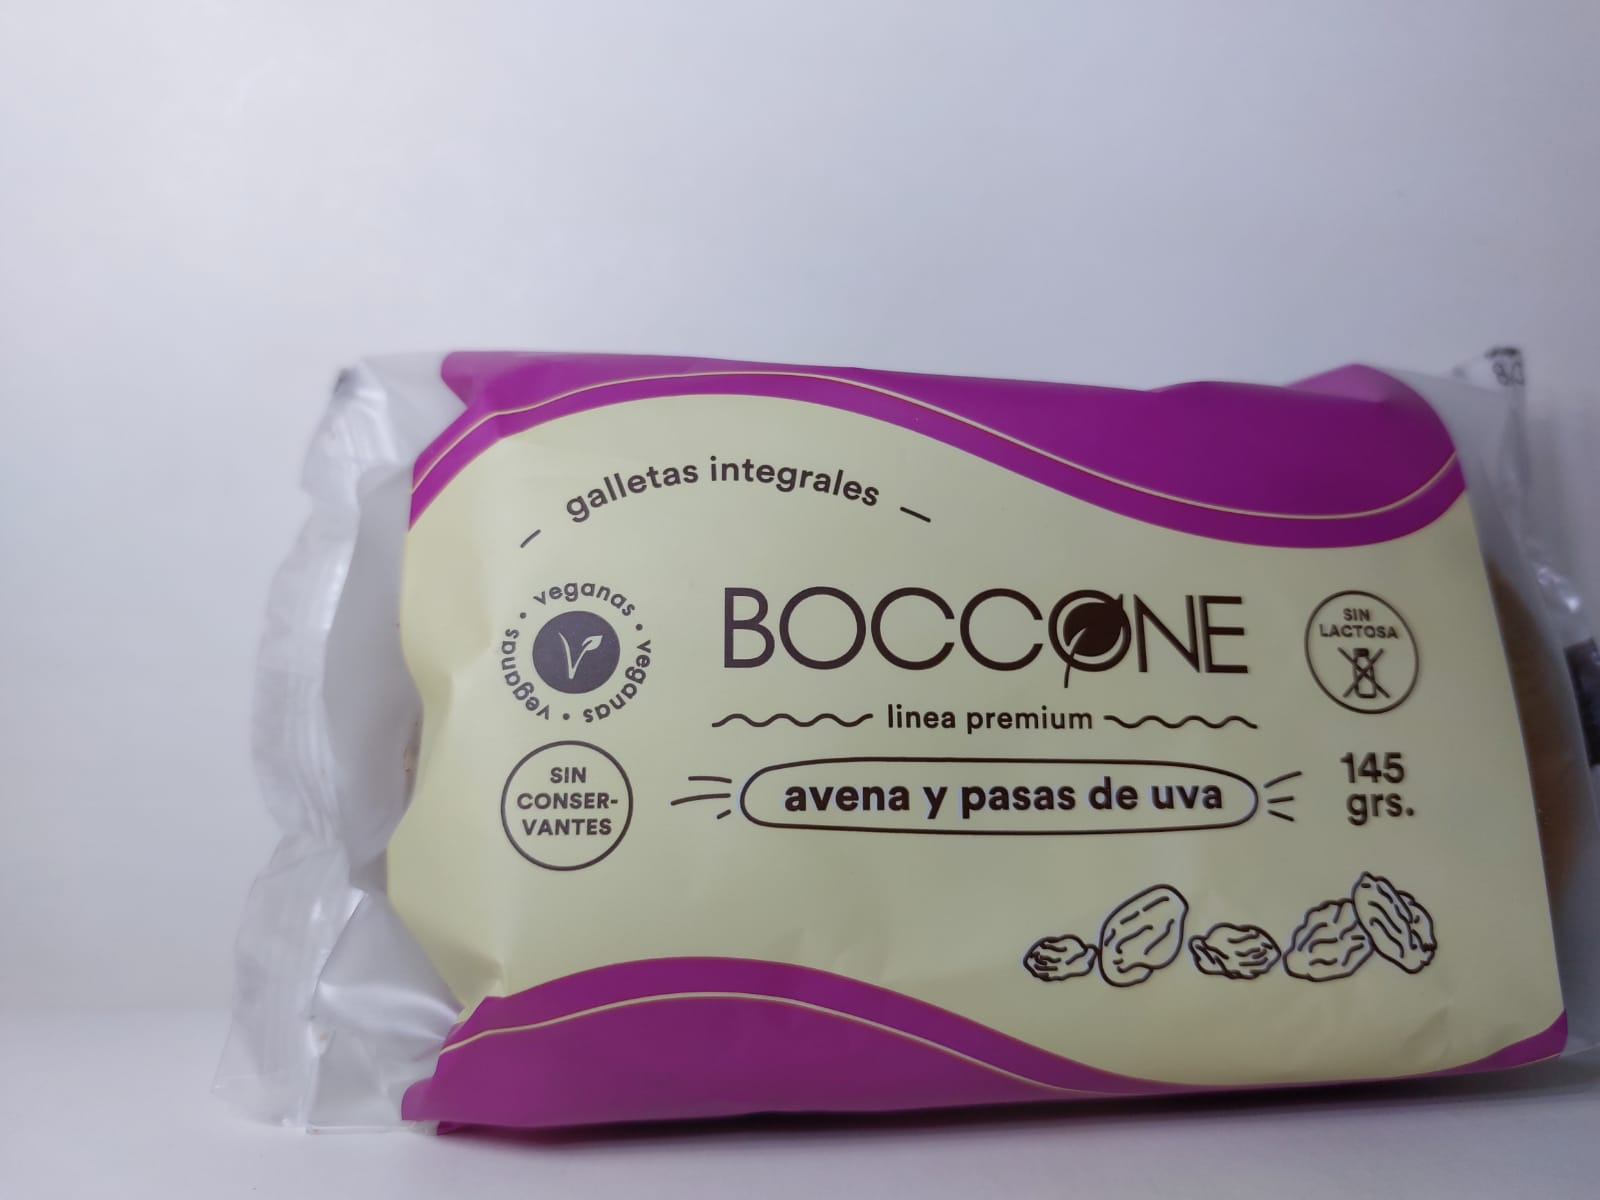 galletas integrales
veganas · veganas · veganas · veganas ·
BOCCONE
SIN
LACTOSA
linea premium
SIN
CONSER-
VANTES
avena y pasas de uva
145
grs.